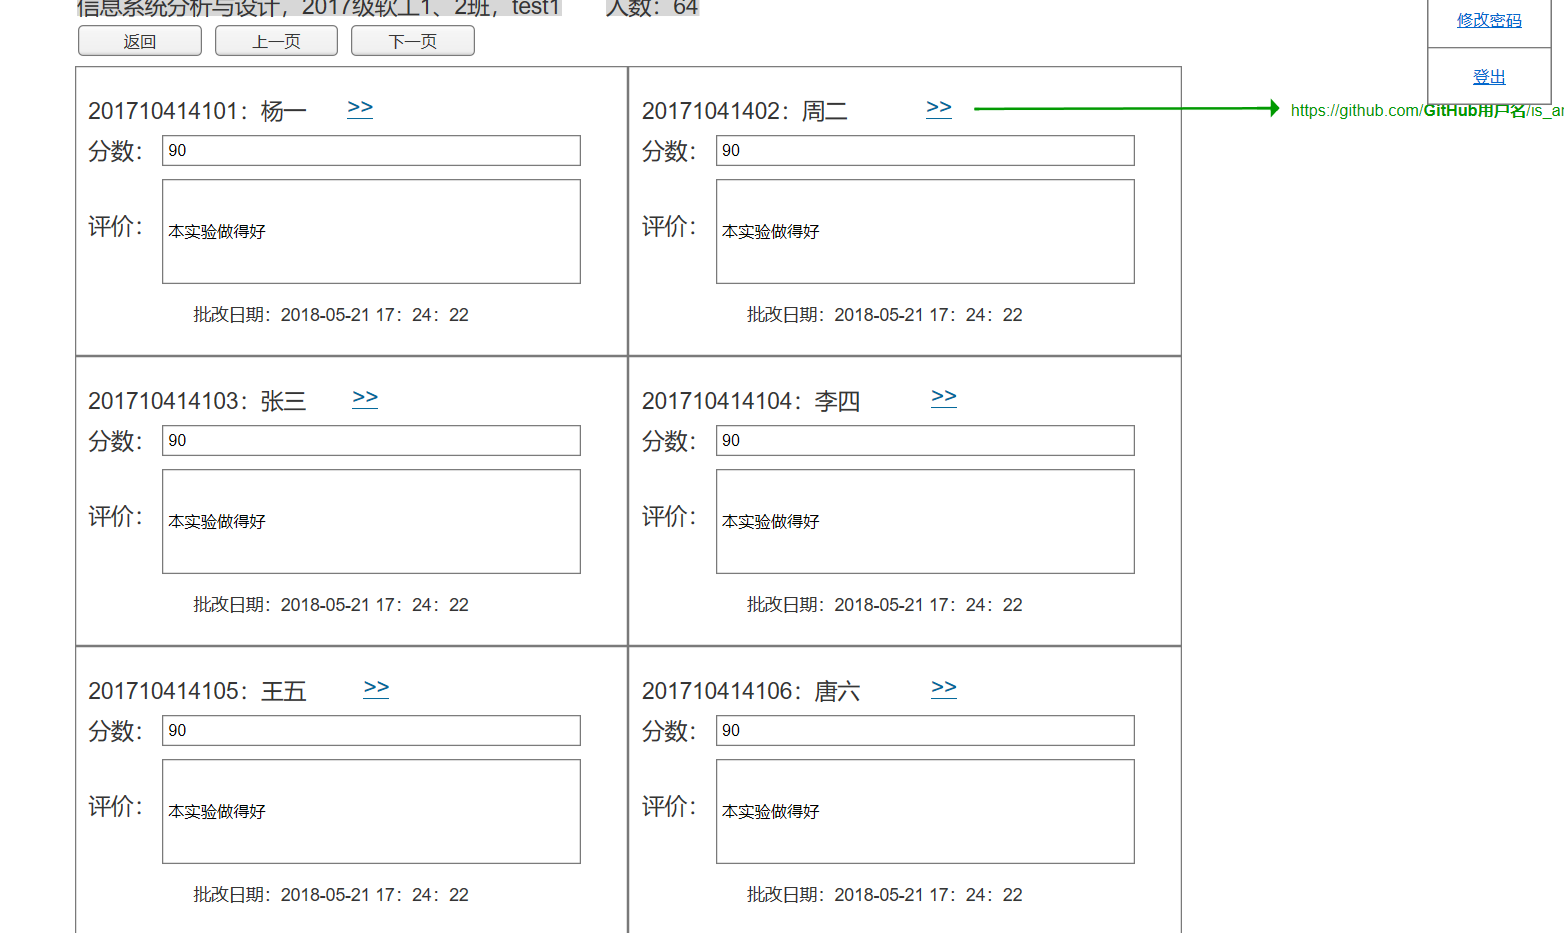 信息系统分析与设计，2017级软工1、2班，test1 人数：64
返回 上一页 下一页
修改密码
登出
201710414101：杨一 >>
分数： 90
评价： 本实验做得好
批改日期：2018-05-21 17：24：22
20171041402：周二 >>
https://github.com/GitHub用户名/is_ar
分数： 90
评价： 本实验做得好
批改日期：2018-05-21 17：24：22
201710414103：张三 >>
分数： 90
评价： 本实验做得好
批改日期：2018-05-21 17：24：22
201710414104：李四 >>
分数： 90
评价： 本实验做得好
批改日期：2018-05-21 17：24：22
201710414105：王五 >>
分数： 90
评价： 本实验做得好
批改日期：2018-05-21 17：24：22
201710414106：唐六 >>
分数： 90
评价： 本实验做得好
批改日期：2018-05-21 17：24：22